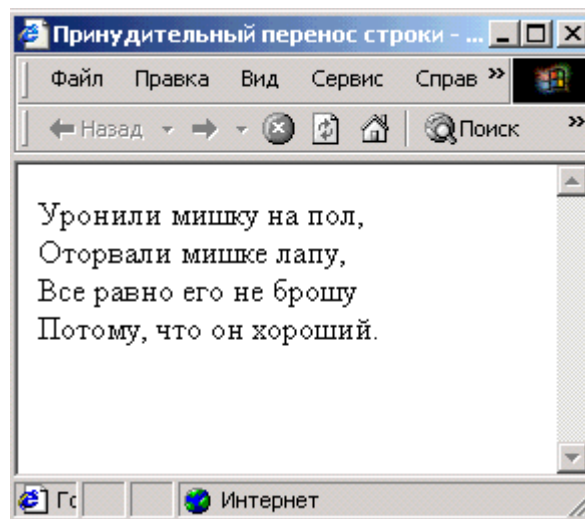 Принудительный перенос строки - ...
Файл Правка Вид Сервис Справ »
Назад Поиск »
Уронили мишку на пол,
Оторвали мишке лапу,
Все равно его не брошу
Потому, что он хороший.
Интернет